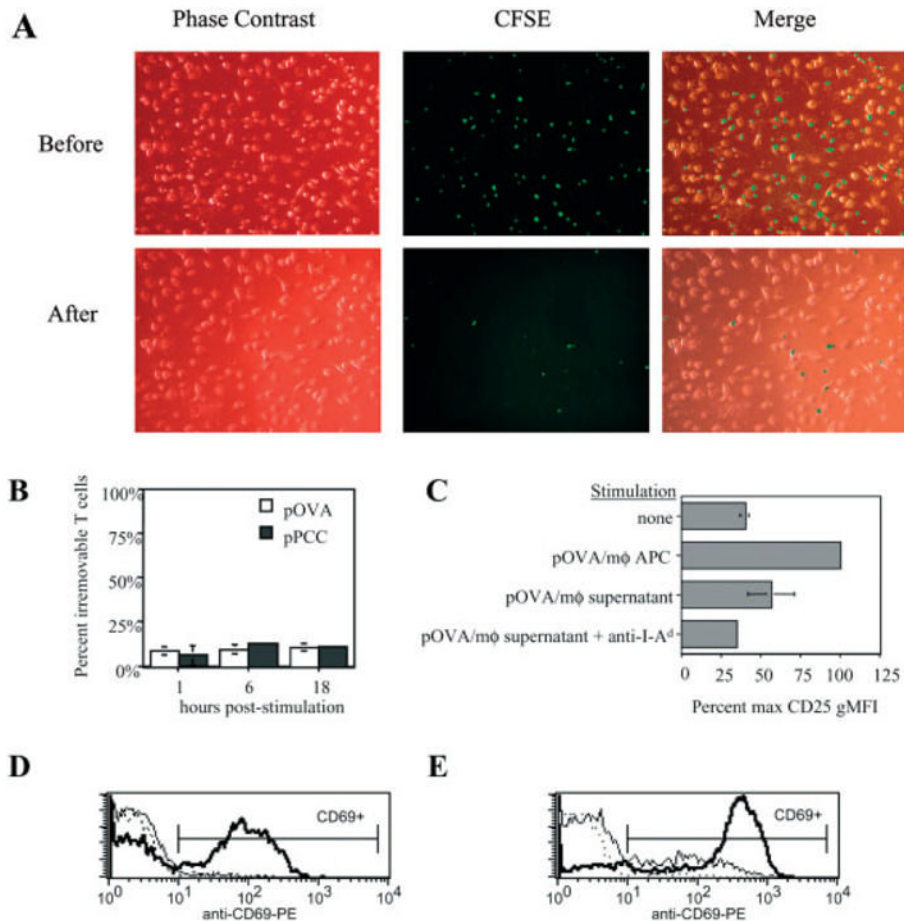 A
Phase Contrast
CFSE
Merge
Before
After
B
Percent irremovable T cells
100%
75%
50%
25%
0%
pOVA
pPCC
1
6
18
hours post-stimulation
C
Stimulation
none
pOVA/mϕ APC
pOVA/mϕ supernatant
pOVA/mϕ supernatant + anti-I-Aᵈ
0
25
50
75
100
125
Percent max CD25 gMFI
D
CD69+
10⁰ 10¹ 10² 10³ 10⁴
anti-CD69-PE
E
CD69+
10⁰ 10¹ 10² 10³ 10⁴
anti-CD69-PE